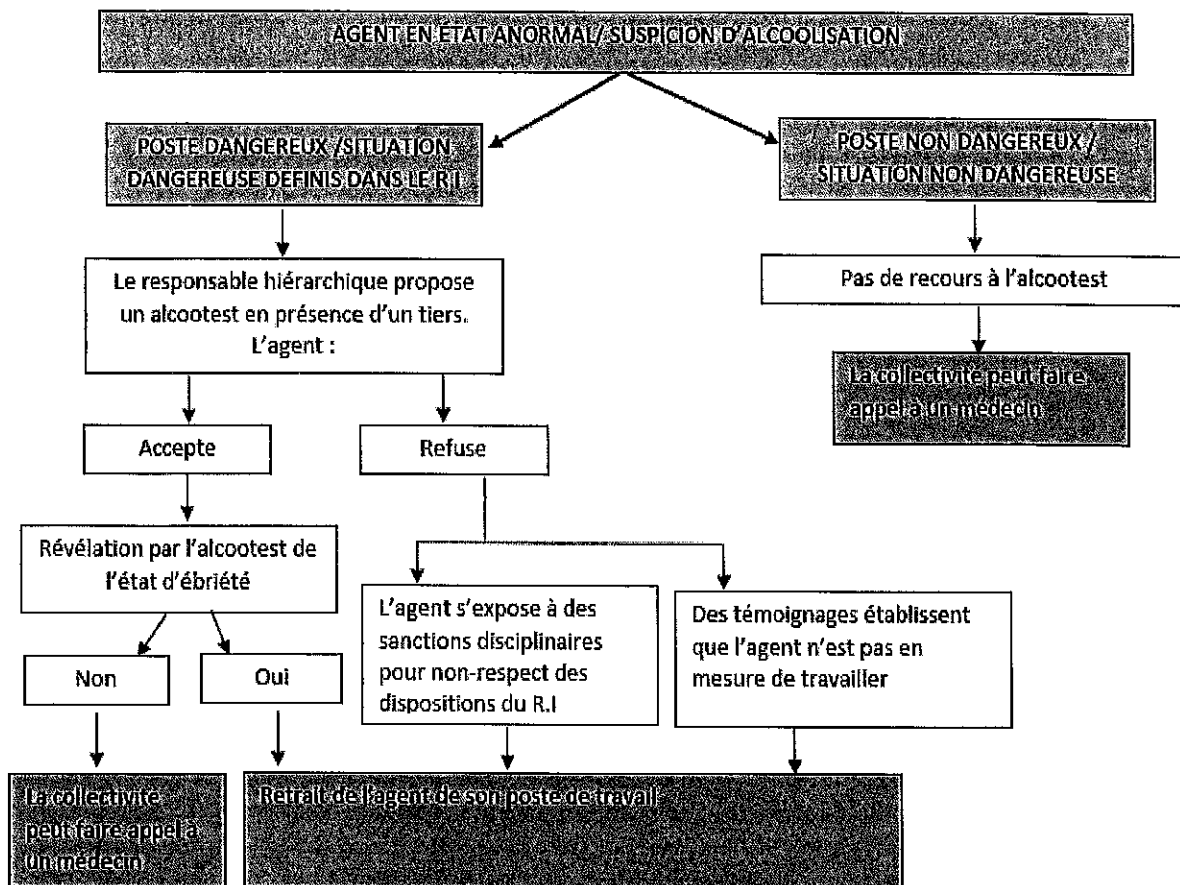 AGENT EN ETAT ANORMAL/ SUSPICION D'ALCOOLISATION
POSTE DANGEREUX /SITUATION
DANGEREUSE DEFINIS DANS LE R.I
POSTE NON DANGEREUX /
SITUATION NON DANGEREUSE
Le responsable hiérarchique propose
un alcootest en présence d'un tiers.
L'agent :
Pas de recours à l'alcootest
La collectivité peut faire
appel à un médecin
Accepte
Refuse
Révélation par l'alcootest de
l'état d'ébriété
Non
Oui
L'agent s'expose à des
sanctions disciplinaires
pour non-respect des
dispositions du R.I
Des témoignages établissent
que l'agent n'est pas en
mesure de travailler
La collectivité
peut faire appel à
un médecin
Retrait de l'agent de son poste de travail